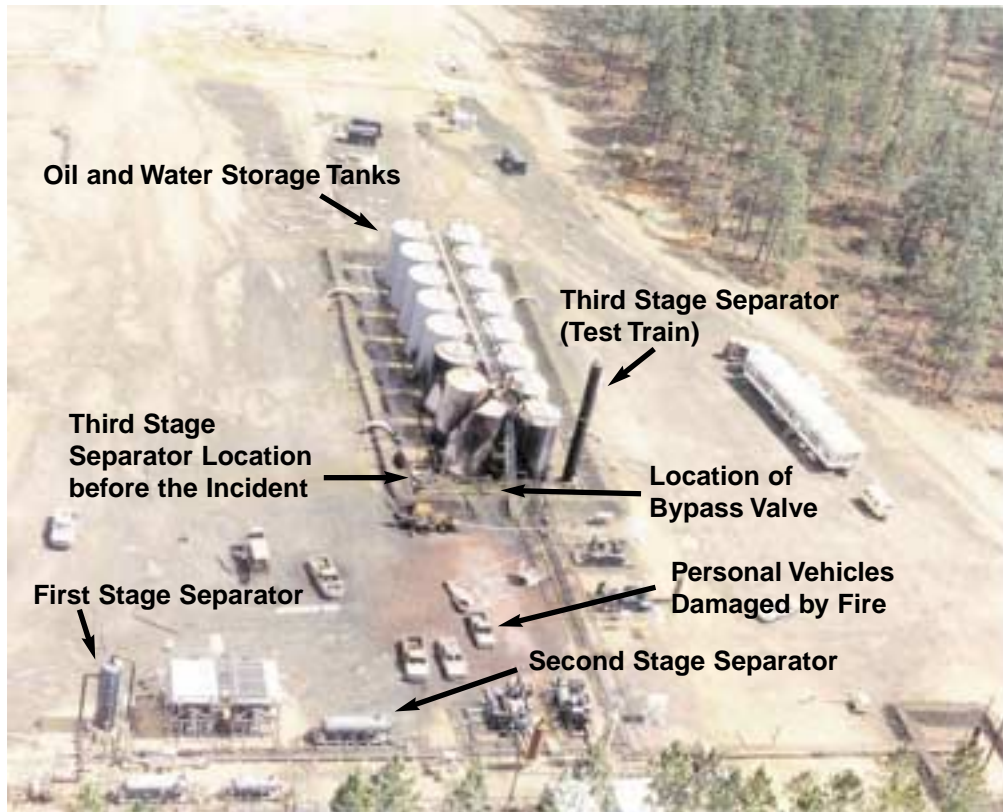 Oil and Water Storage Tanks
Third Stage Separator
(Test Train)
Third Stage
Separator Location
before the Incident
Location of
Bypass Valve
Personal Vehicles
Damaged by Fire
First Stage Separator
Second Stage Separator